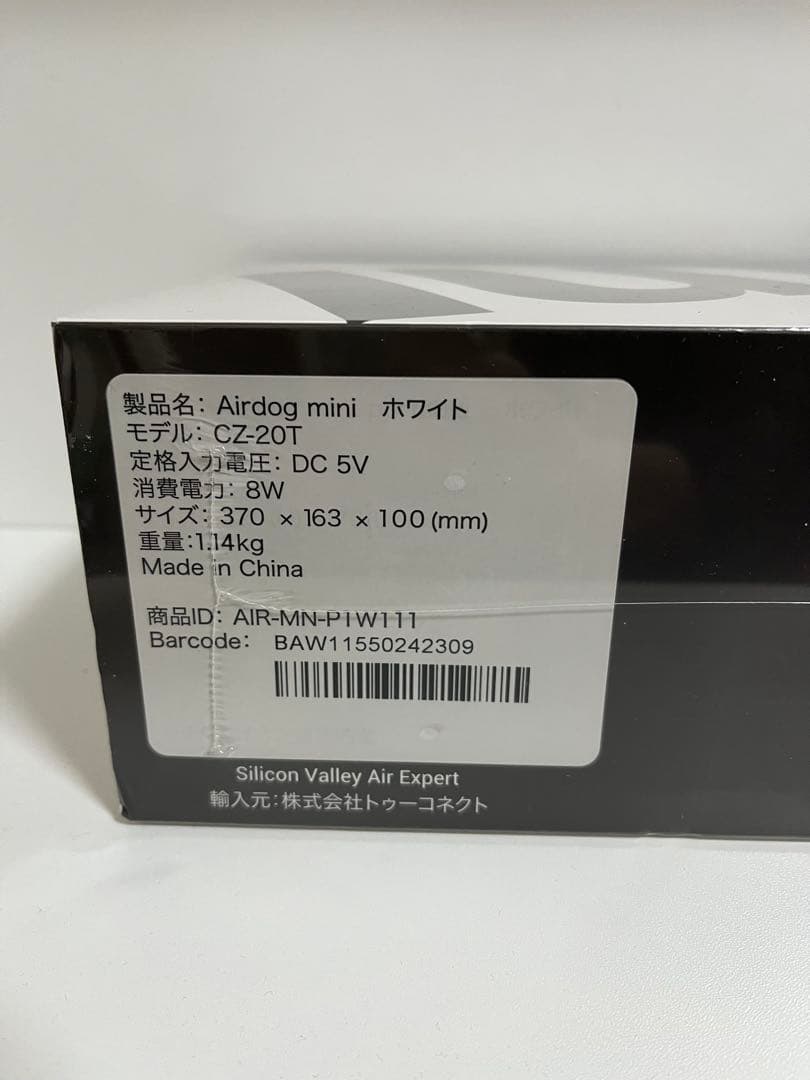 製品名: Airdog mini ホワイト
モデル: CZ-20T
定格入力電圧: DC 5V
消費電力: 8W
サイズ: 370 × 163 × 100 (mm)
重量:1.14kg
Made in China
商品ID: AIR-MN-P1W111
Barcode: BAW11550242309
Silicon Valley Air Expert
輸入元:株式会社トゥーコネクト